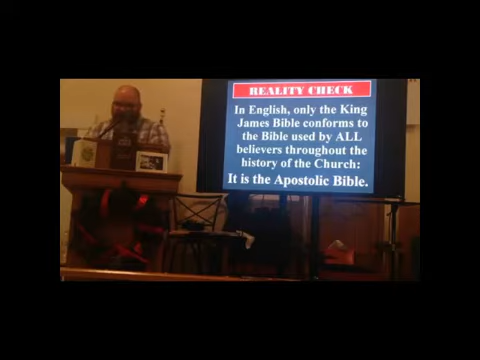 REALITY CHECK
In English, only the King
James Bible conforms to
the Bible used by ALL
believers throughout the
history of the Church:
It is the Apostolic Bible.